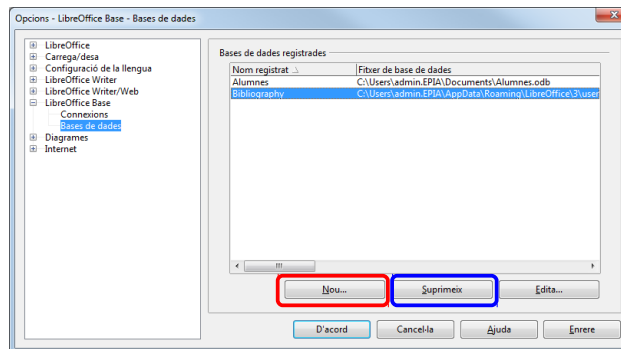 Opcions - LibreOffice Base - Bases de dades
LibreOffice
Carrega/desa
Configuració de la llengua
LibreOffice Writer
LibreOffice Writer/Web
LibreOffice Base
Connexions
Bases de dades
Diagrames
Internet
Bases de dades registrades
Nom registrat Fitxer de base de dades
Alumnes C:\Users\admin.EPIA\Documents\Alumnes.odb
Bibliography C:\Users\admin.EPIA\AppData\Roaming\LibreOffice\3\user
Nou... Suprimeix Edita...
D'acord Cancel·la Ajuda Enrere